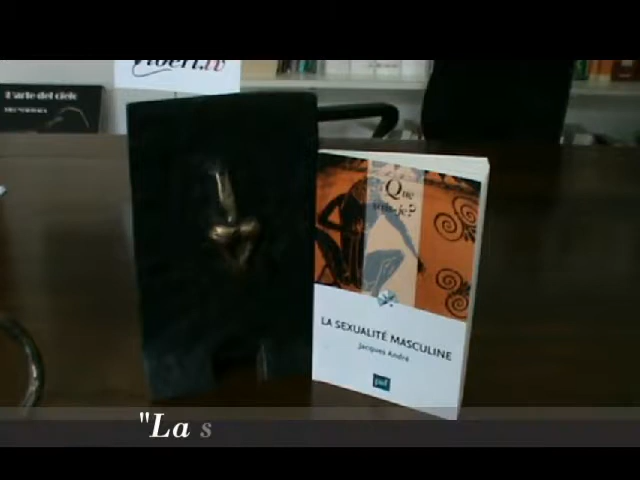 L'arte del cielo
Que
sais-je?
LA SEXUALITÉ MASCULINE
Jacques André
puf
"La s